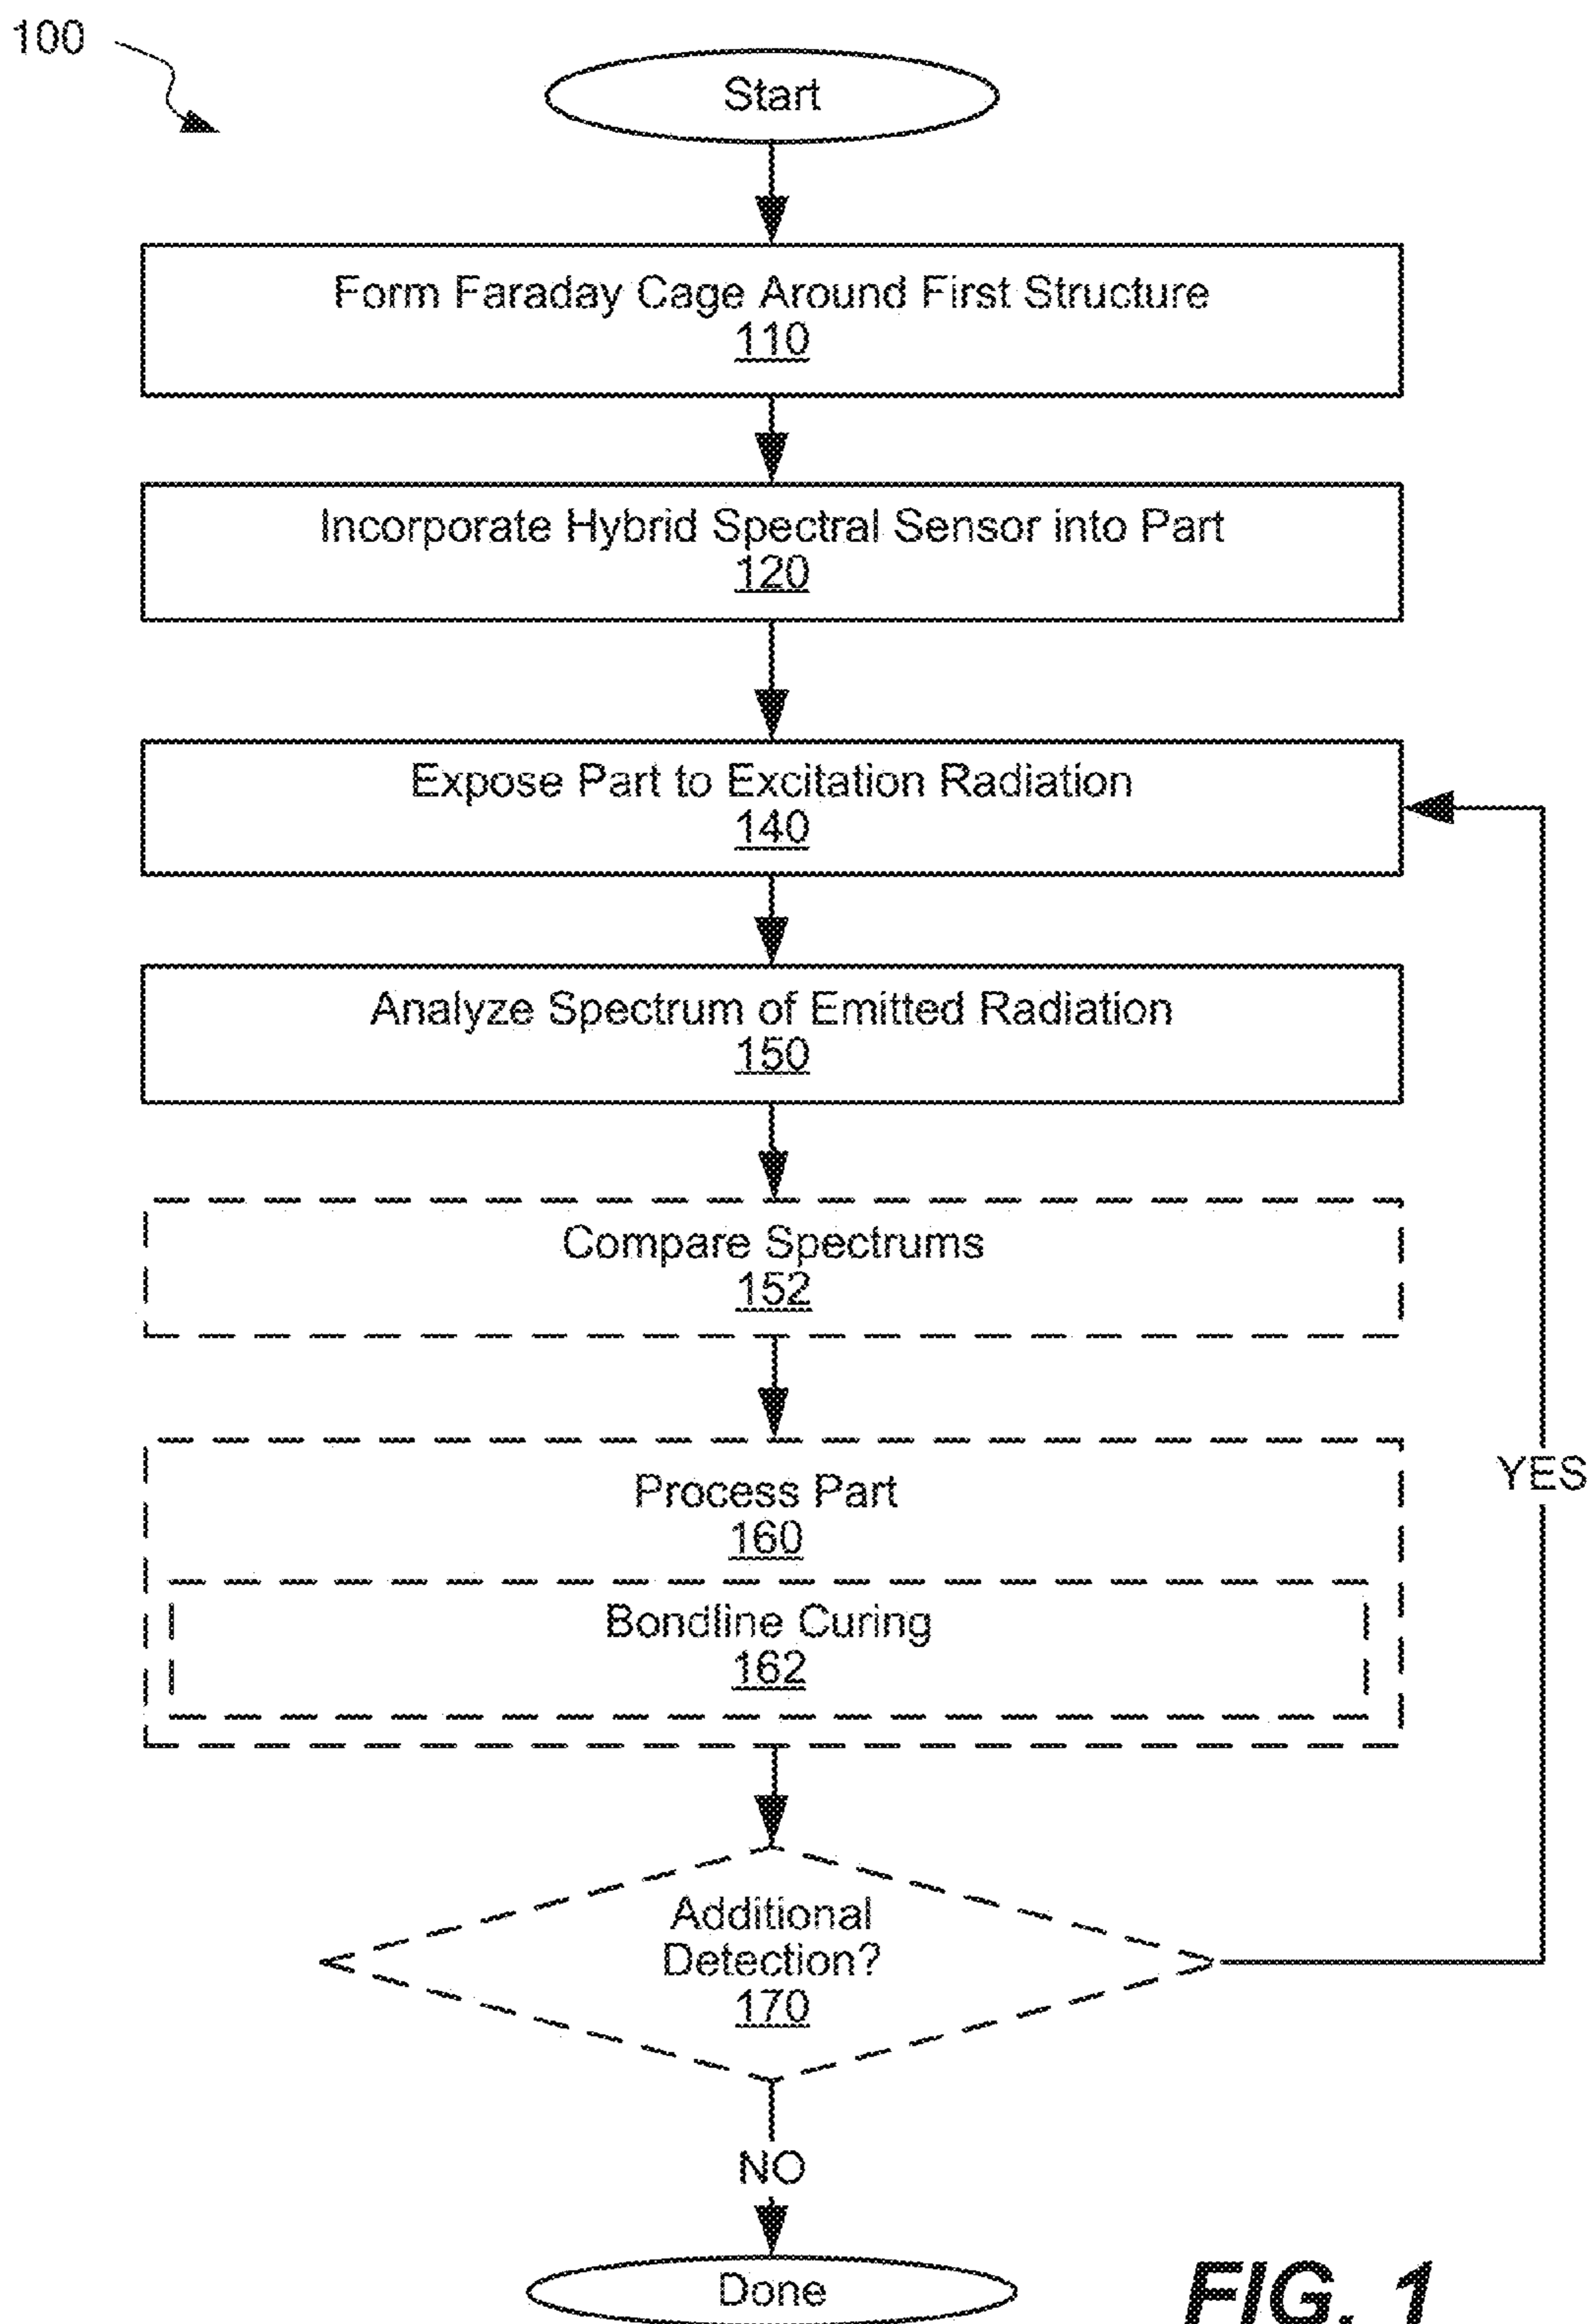 100
Start
Form Faraday Cage Around First Structure
110
Incorporate Hybrid Spectral Sensor into Part
120
Expose Part to Excitation Radiation
140
Analyze Spectrum of Emitted Radiation
150
Compare Spectrums
152
Process Part
160
YES
Bondline Curing
162
Additional
Detection?
170
NO
Done
FIG. 1